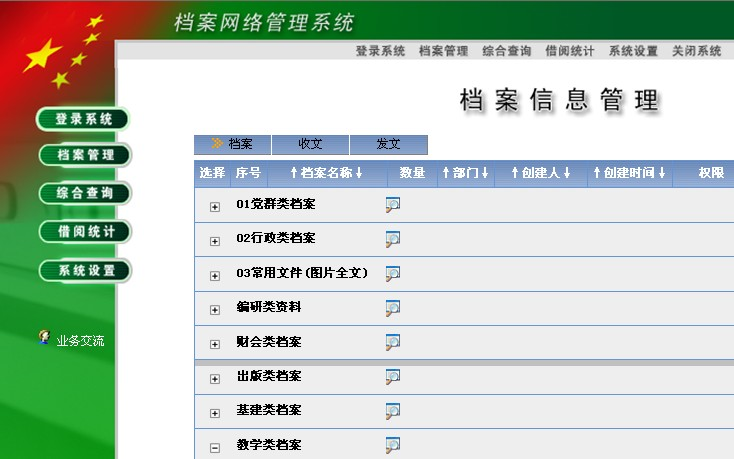 档案网络管理系统
登录系统 档案管理 综合查询 借阅统计 系统设置 关闭系统
档案信息管理
登录系统
档案管理
综合查询
借阅统计
系统设置
业务交流
档案 收文 发文
选择 序号 ↑档案名称↓ 数量 ↑部门↓ ↑创建人↓ ↑创建时间↓ 权限
01党群类档案
02行政类档案
03常用文件(图片全文)
编研类资料
财会类档案
出版类档案
基建类档案
教学类档案